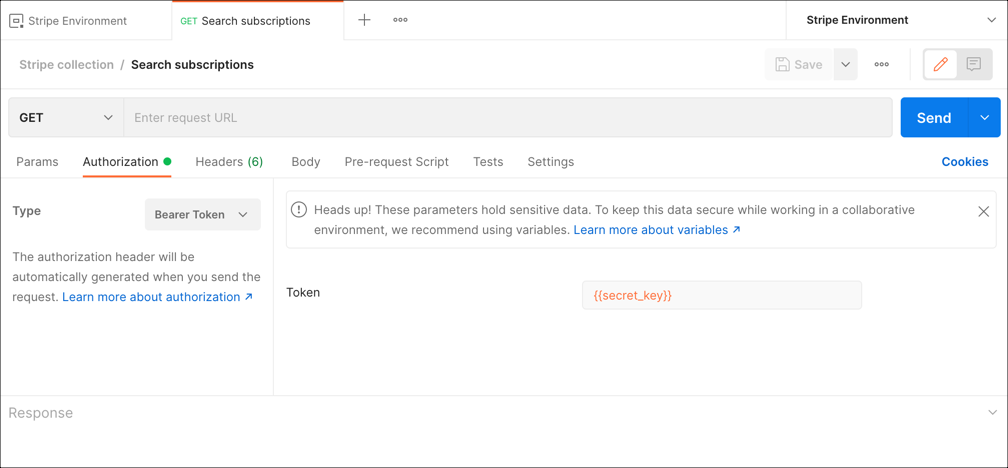 Stripe Environment
GET Search subscriptions
Stripe Environment
Stripe collection / Search subscriptions
Save
GET
Enter request URL
Send
Params Authorization Headers (6) Body Pre-request Script Tests Settings Cookies
Type
Bearer Token
The authorization header will be
automatically generated when you send the
request. Learn more about authorization ↗
Heads up! These parameters hold sensitive data. To keep this data secure while working in a collaborative
environment, we recommend using variables. Learn more about variables ↗
Token
{{secret_key}}
Response